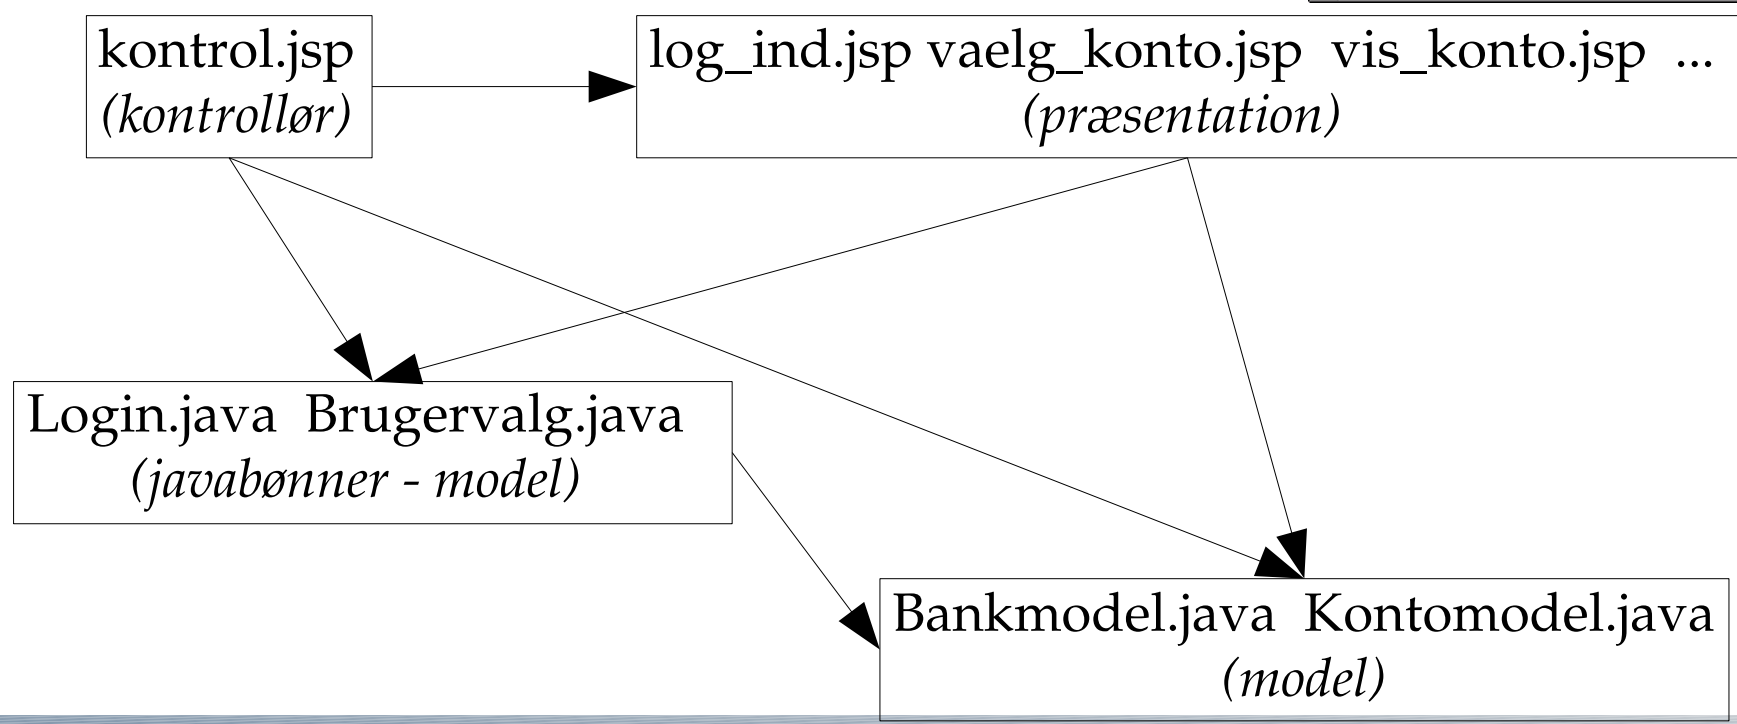 kontrol.jsp
(kontrollør)
log_ind.jsp vaelg_konto.jsp vis_konto.jsp ...
(præsentation)
Login.java Brugervalg.java
(javabønner - model)
Bankmodel.java Kontomodel.java
(model)